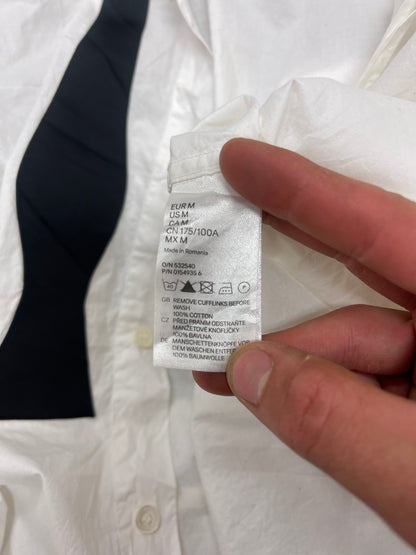 EUR M
US M
CA M
CN 175/100A
MX M
Made in Romania
O/N 532540
P/N 0154935 6
40
GB REMOVE CUFFLINKS BEFORE
WASH
100% COTTON
CZ PŘED PRANÍM ODSTRAŇTE
MANŽETOVÉ KNOFLÍČKY
100% BAVLNA
DE MANSCHETTENKNÖPFE VOR
DEM WASCHEN
100% BAUMWOLLE